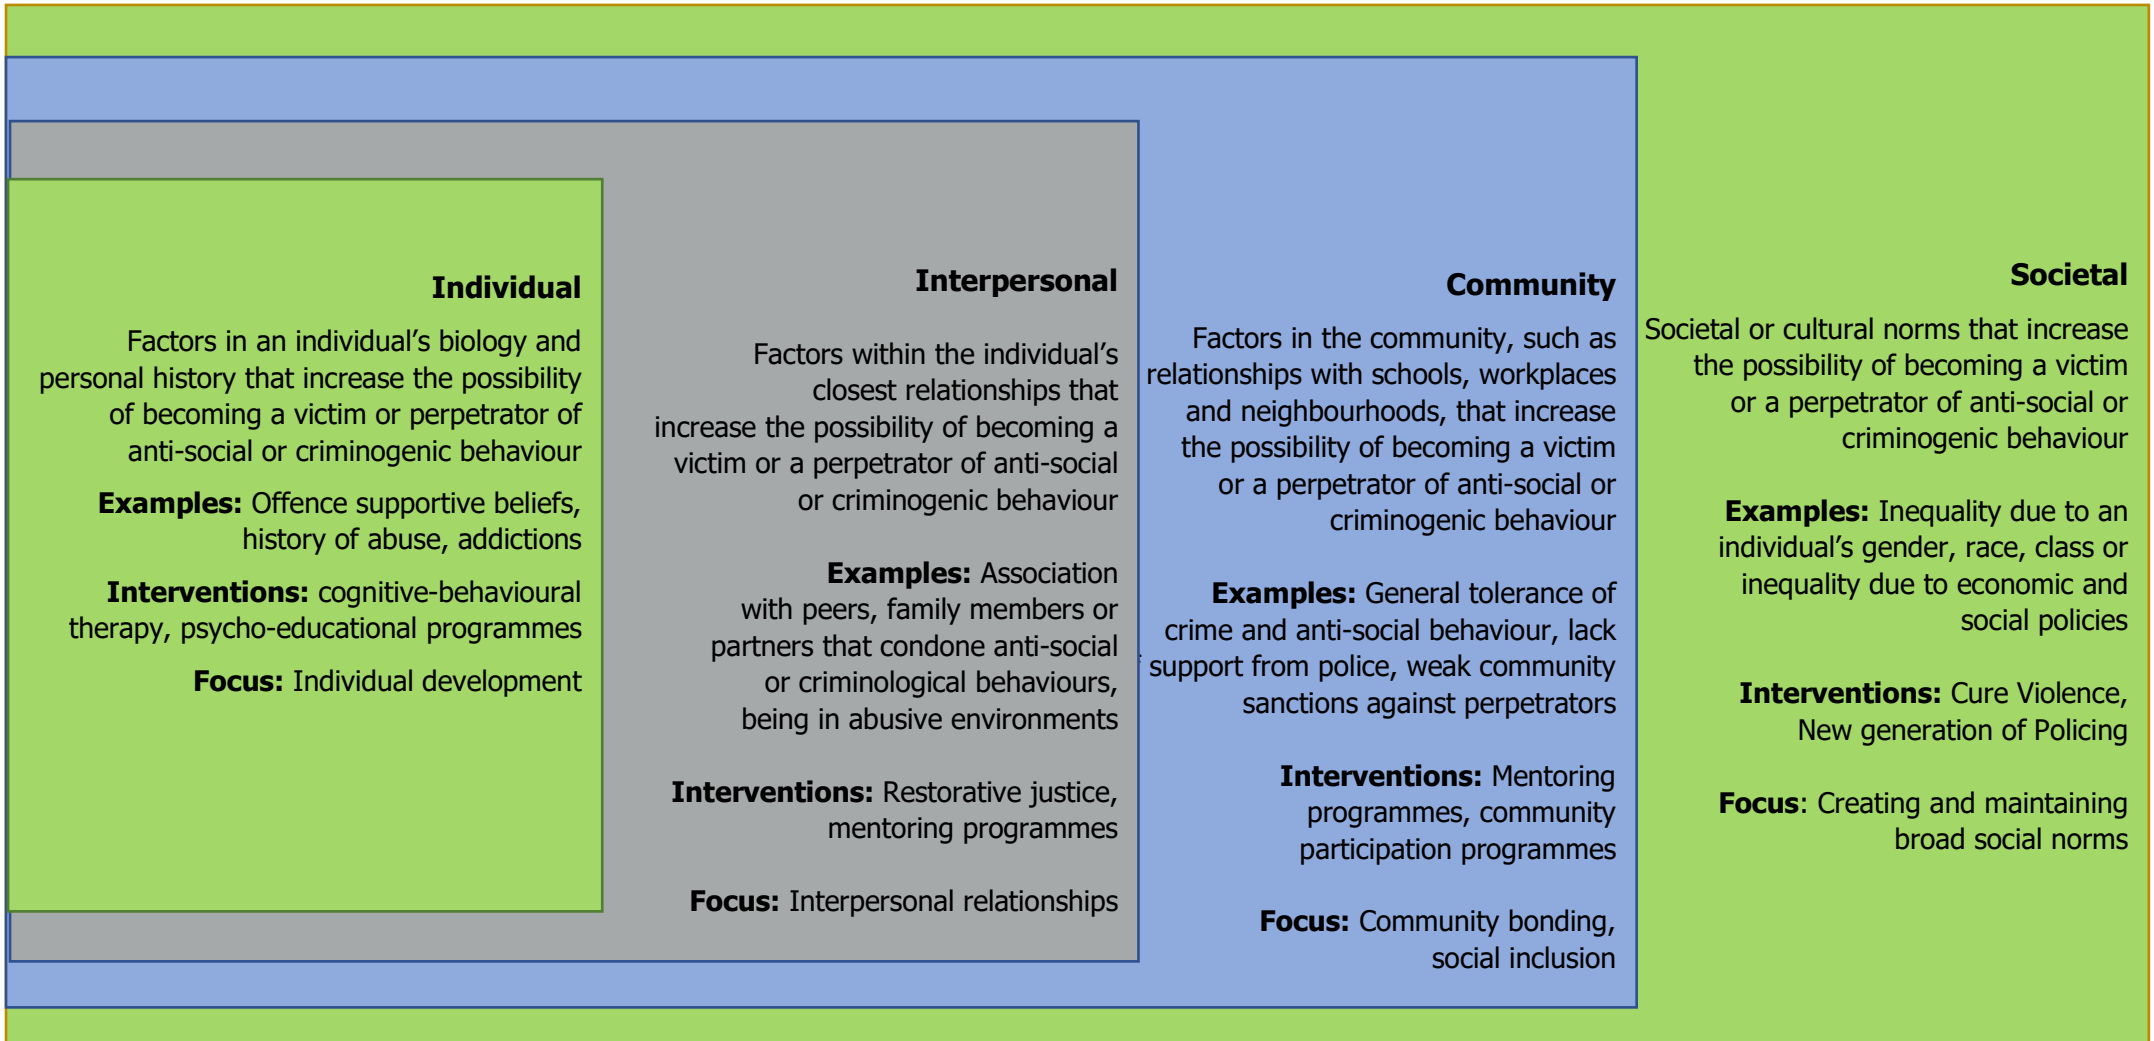 Individual
Factors in an individual’s biology and
personal history that increase the possibility
of becoming a victim or perpetrator of
anti-social or criminogenic behaviour
Examples: Offence supportive beliefs,
history of abuse, addictions
Interventions: cognitive-behavioural
therapy, psycho-educational programmes
Focus: Individual development
Interpersonal
Factors within the individual’s
closest relationships that
increase the possibility of becoming a
victim or a perpetrator of anti-social
or criminogenic behaviour
Examples: Association
with peers, family members or
partners that condone anti-social
or criminological behaviours,
being in abusive environments
Interventions: Restorative justice,
mentoring programmes
Focus: Interpersonal relationships
Community
Factors in the community, such as
relationships with schools, workplaces
and neighbourhoods, that increase
the possibility of becoming a victim
or a perpetrator of anti-social or
criminogenic behaviour
Examples: General tolerance of
crime and anti-social behaviour, lack
support from police, weak community
sanctions against perpetrators
Interventions: Mentoring
programmes, community
participation programmes
Focus: Community bonding,
social inclusion
Societal
Societal or cultural norms that increase
the possibility of becoming a victim
or a perpetrator of anti-social or
criminogenic behaviour
Examples: Inequality due to an
individual’s gender, race, class or
inequality due to economic and
social policies
Interventions: Cure Violence,
New generation of Policing
Focus: Creating and maintaining
broad social norms